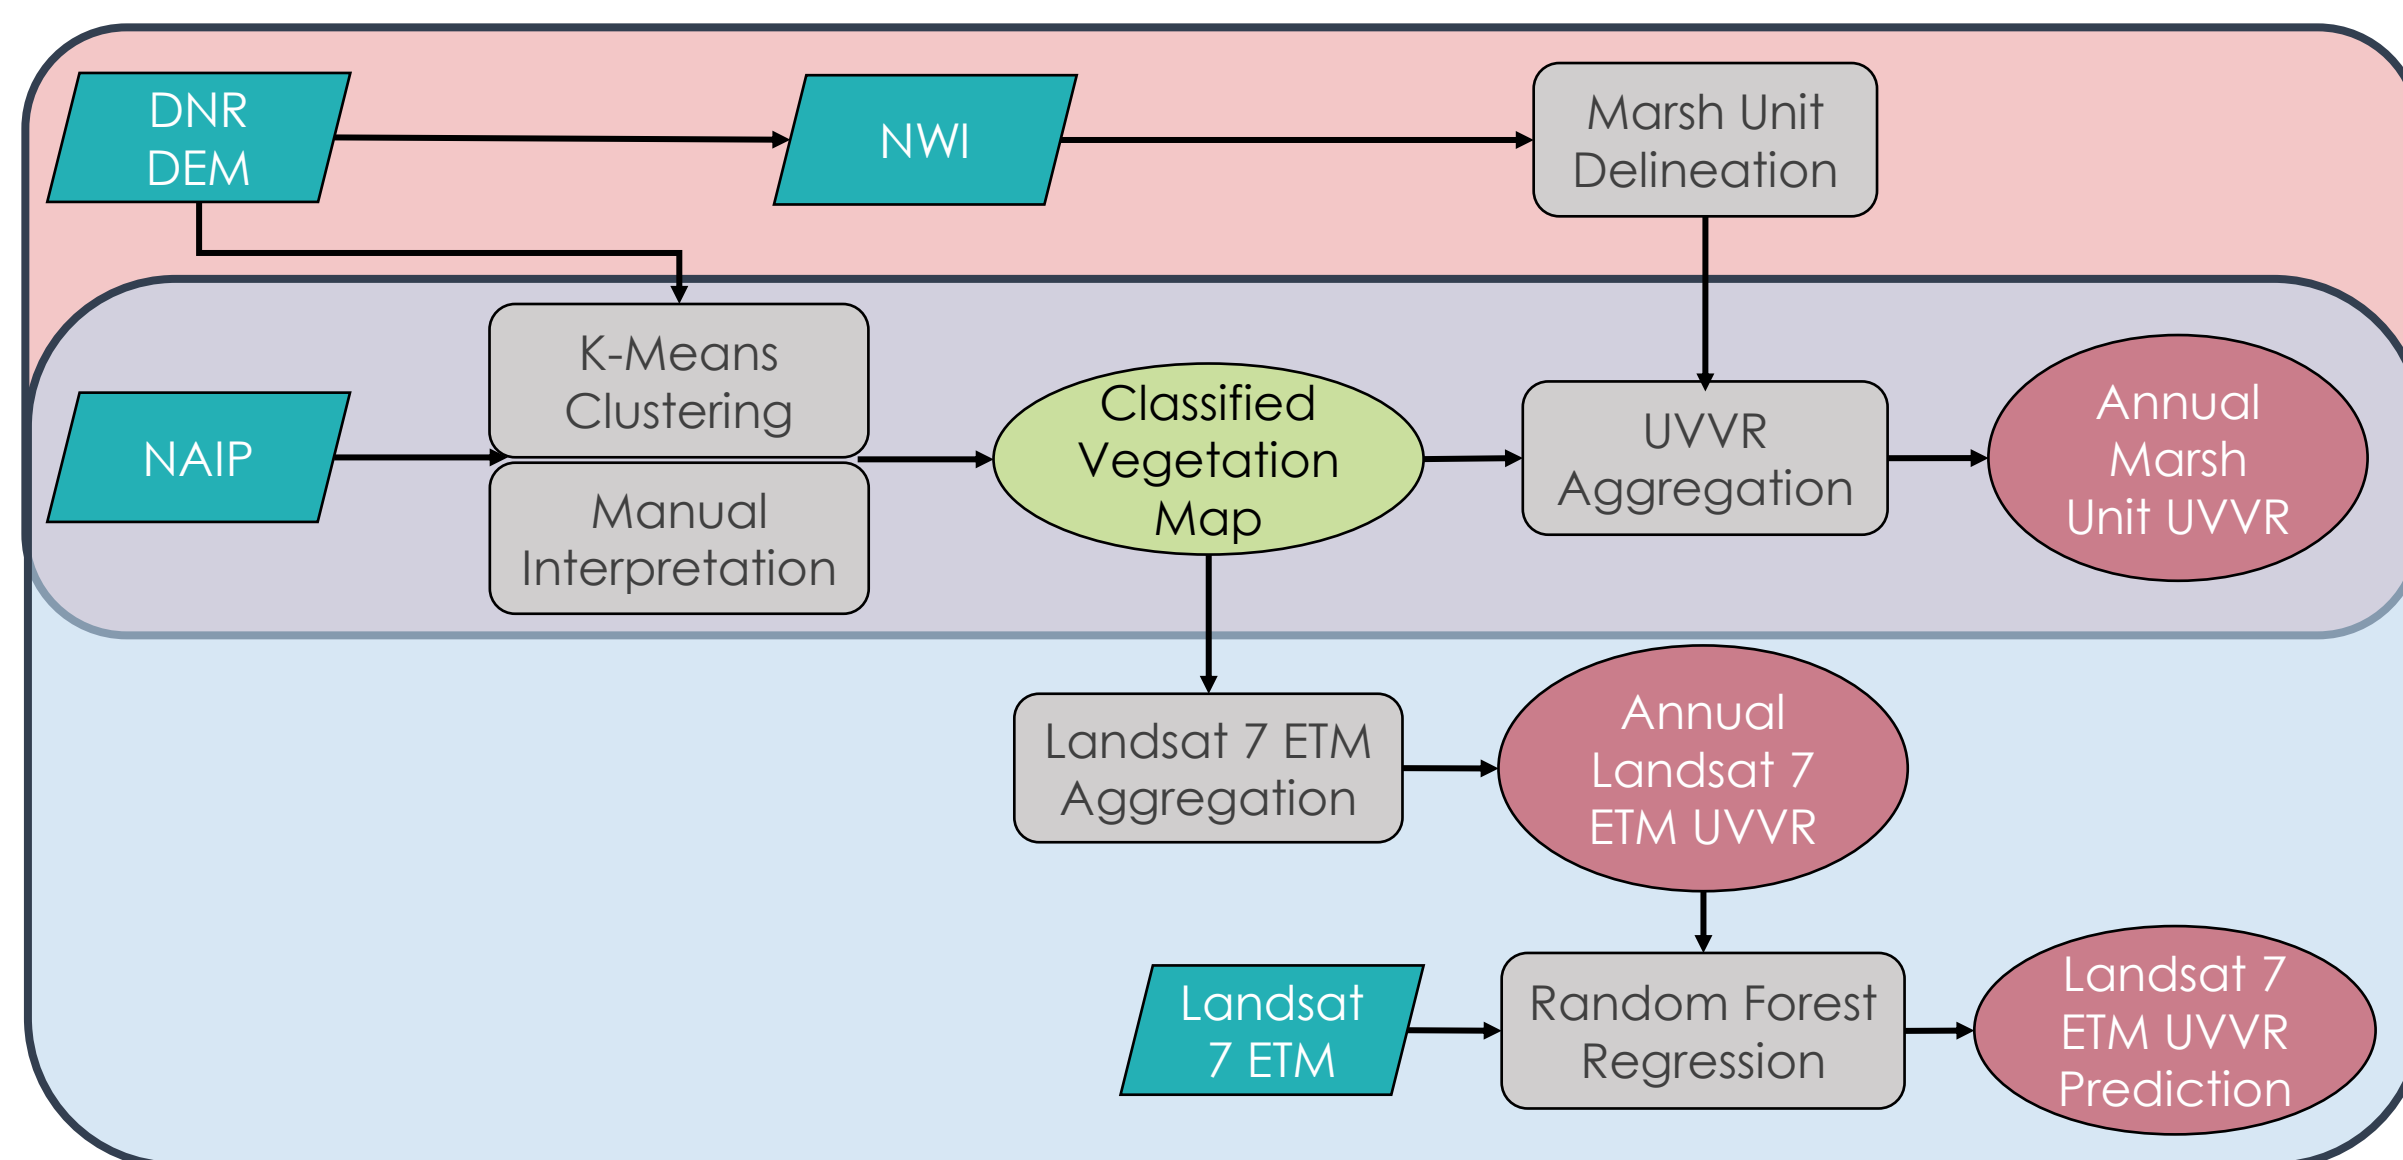 DNR
DEM
NWI
Marsh Unit
Delineation
K-Means
Clustering
NAIP
Manual
Interpretation
Classified
Vegetation
Map
UVVR
Aggregation
Annual
Marsh
Unit UVVR
Landsat 7 ETM
Aggregation
Annual
Landsat 7
ETM UVVR
Landsat
7 ETM
Random Forest
Regression
Landsat 7
ETM UVVR
Prediction